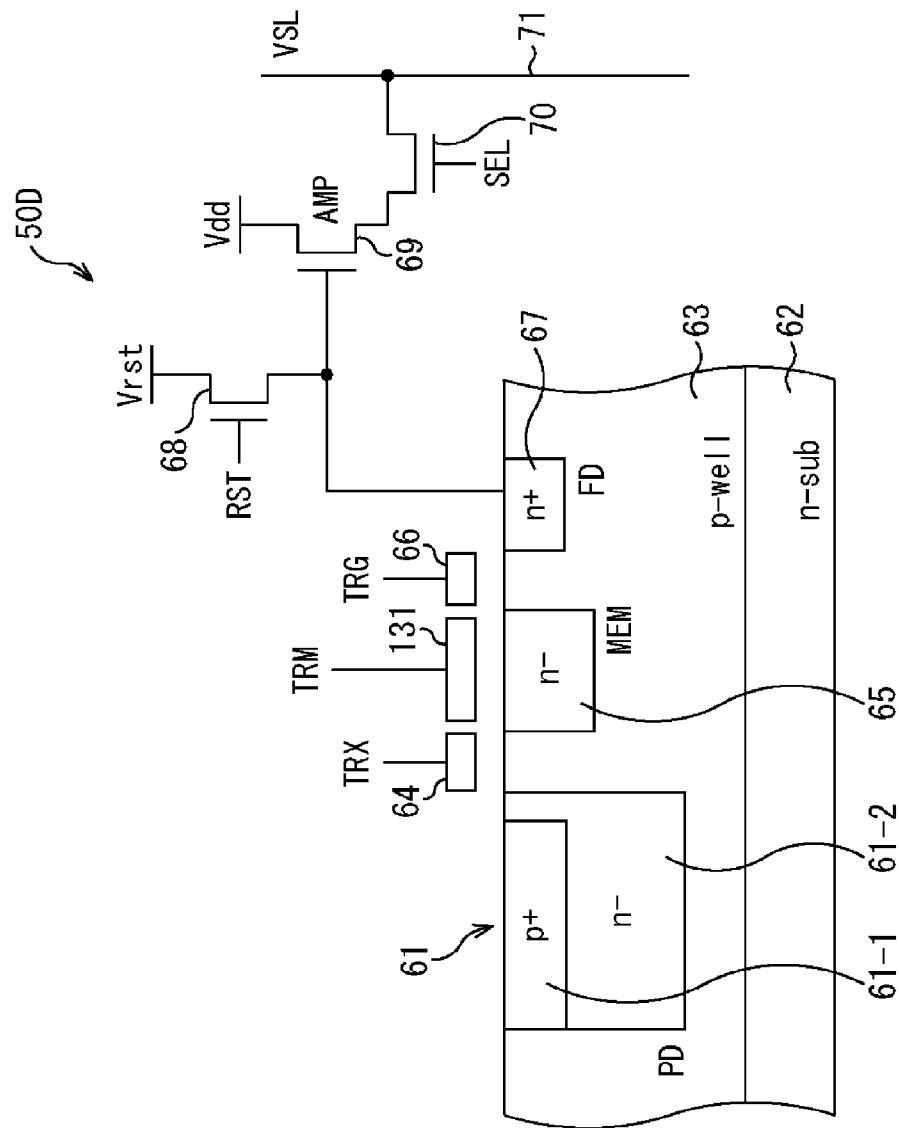 50D
VSL
71
Vdd
AMP
69
70
SEL
Vrst
68
RST
TRX
TRM
TRG
64
131
66
67
61
p+
n-
n-
n+
PD
MEM
FD
63
p-well
62
n-sub
61-1
61-2
65